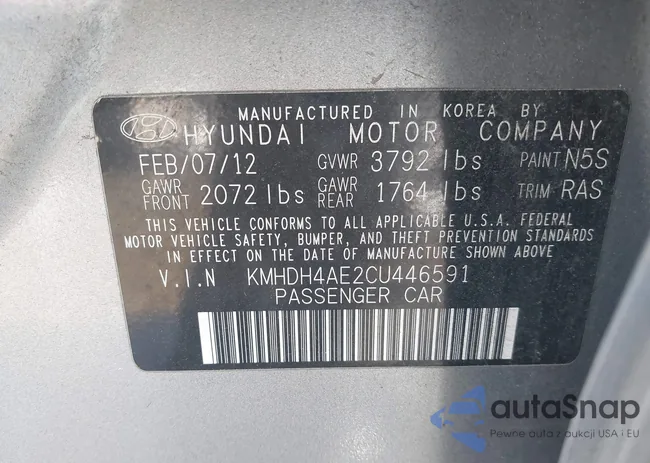 MANUFACTURED IN KOREA BY
HYUNDAI MOTOR COMPANY
FEB/07/12 GVWR 3792 lbs PAINT N5S
GAWR FRONT 2072 lbs GAWR REAR 1764 lbs TRIM RAS
THIS VEHICLE CONFORMS TO ALL APPLICABLE U.S.A. FEDERAL
MOTOR VEHICLE SAFETY, BUMPER, AND THEFT PREVENTION STANDARDS
IN EFFECT ON THE DATE OF MANUFACTURE SHOWN ABOVE.
V.I.N KMHDH4AE2CU446591
PASSENGER CAR
autoSnap
Pewne auta z aukcji USA i EU